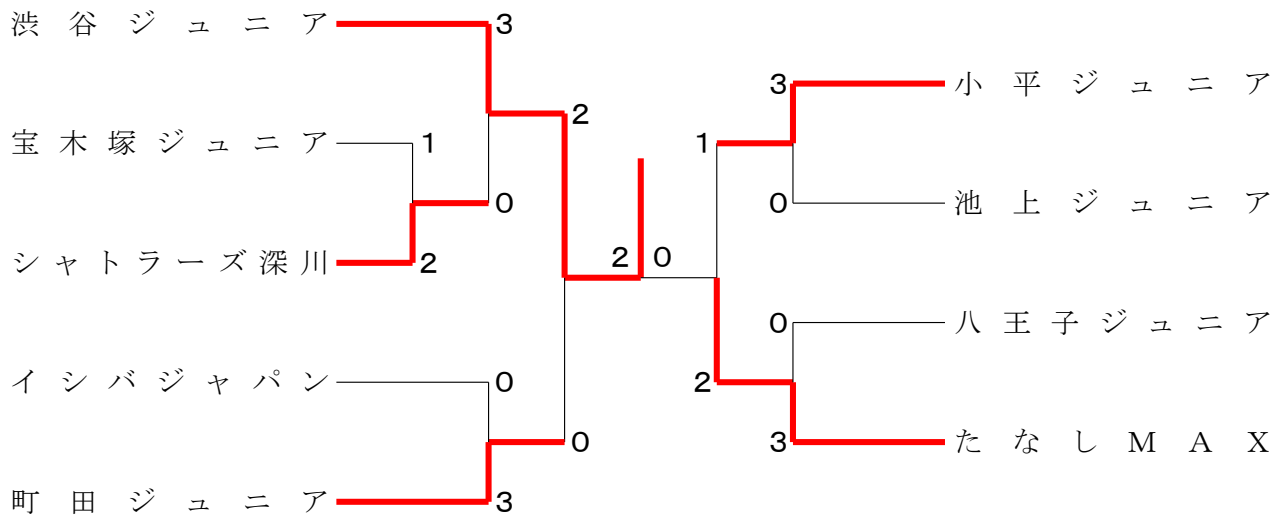 渋谷ジュニア
3
小平ジュニア
3
2
宝木塚ジュニア
1
1
0
池上ジュニア
0
シャトラーズ深川
2
2 0
八王子ジュニア
0
イシバジャパン
0
2
たなしMAX
3
0
町田ジュニア
3